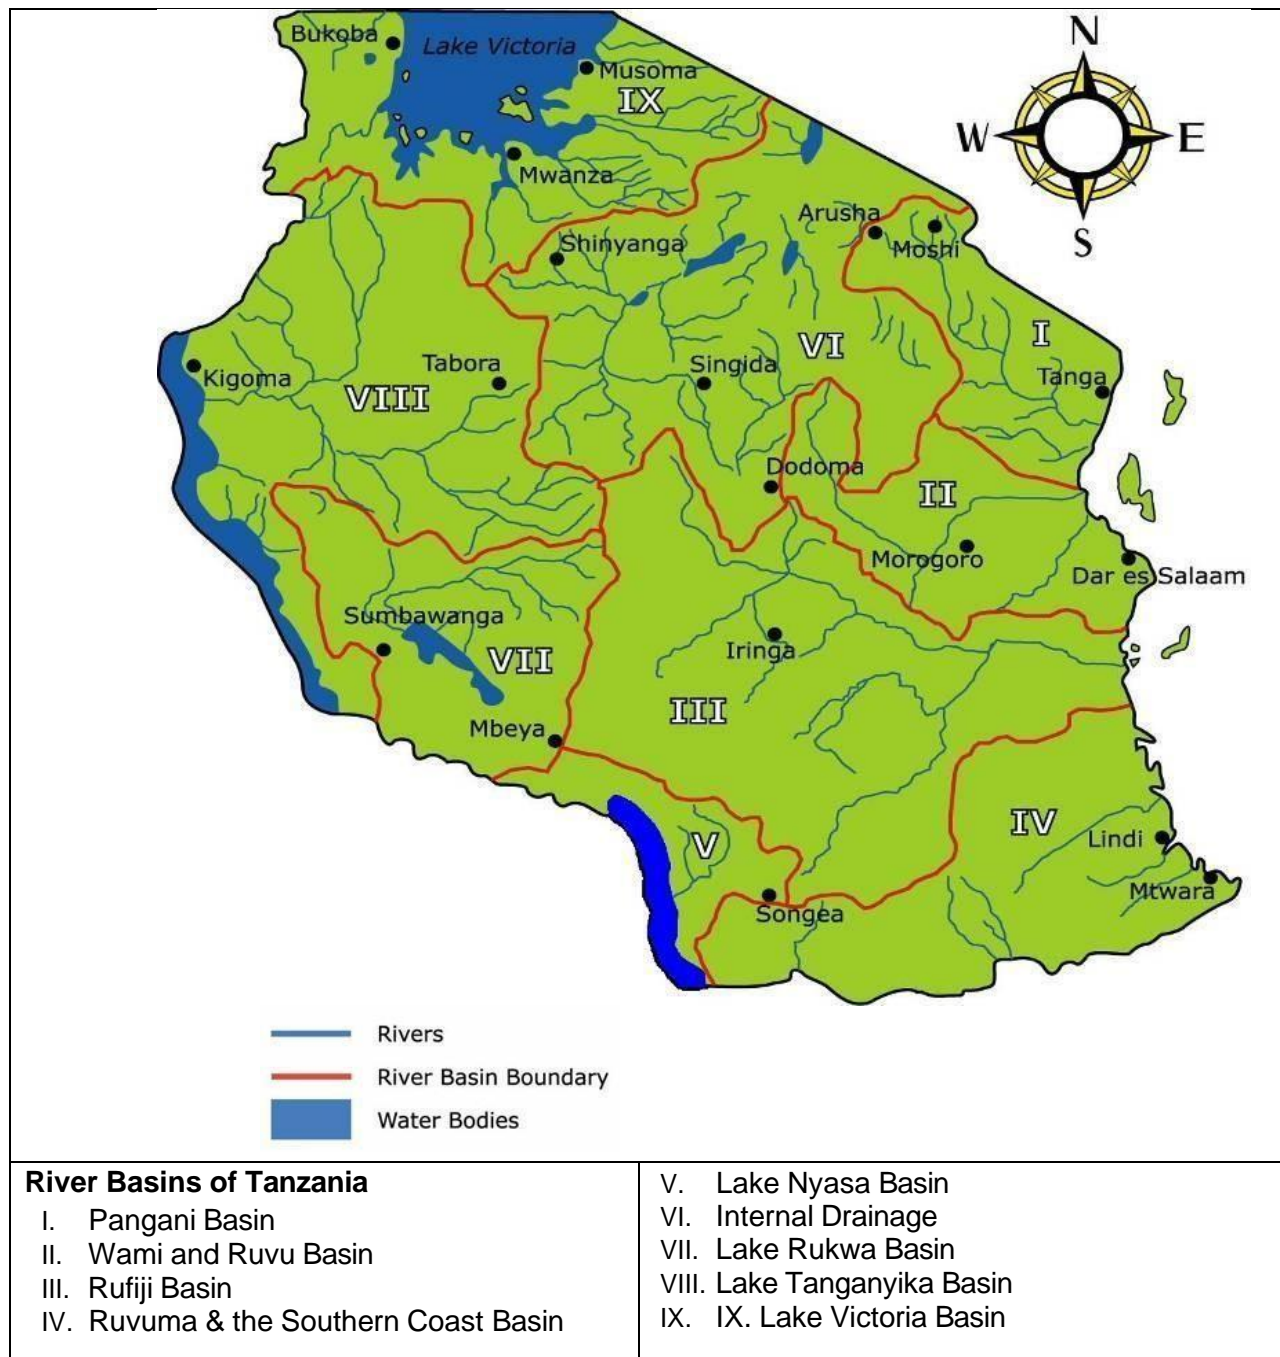 N
Bukoba
Lake Victoria
Musoma
IX
W
E
Mwanza
Arusha
Moshi
S
Shinyanga
I
VI
Kigoma
Tabora
Singida
Tanga
VIII
Dodoma
II
Morogoro
Dar es Salaam
Sumbawanga
VII
Iringa
III
Mbeya
IV
V
Lindi
Mtwara
Songea
Rivers
River Basin Boundary
Water Bodies
River Basins of Tanzania
I. Pangani Basin
II. Wami and Ruvu Basin
III. Rufiji Basin
IV. Ruvuma & the Southern Coast Basin
V. Lake Nyasa Basin
VI. Internal Drainage
VII. Lake Rukwa Basin
VIII. Lake Tanganyika Basin
IX. IX. Lake Victoria Basin